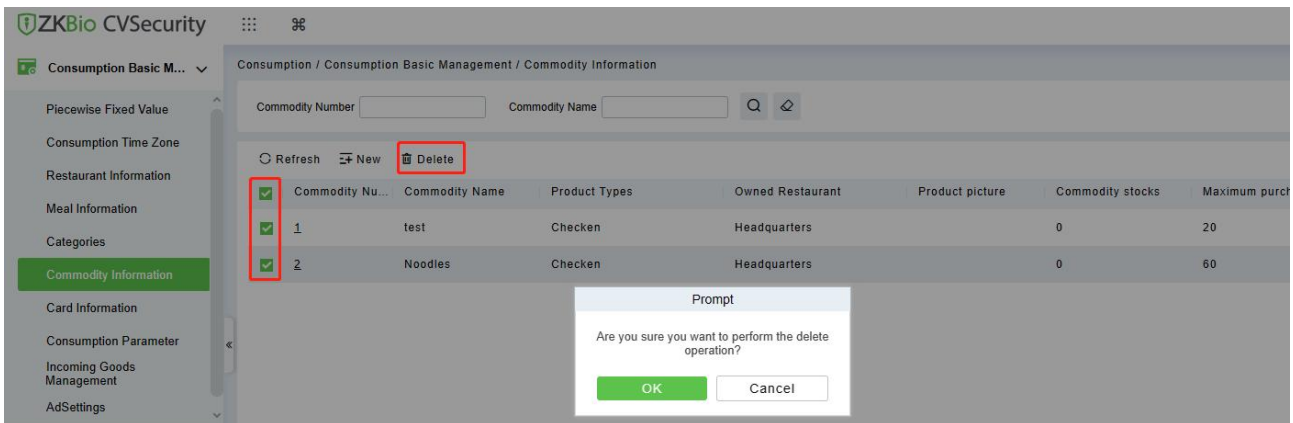 ZKBio CVSecurity
Consumption Basic M...
Piecewise Fixed Value
Consumption Time Zone
Restaurant Information
Meal Information
Categories
Commodity Information
Card Information
Consumption Parameter
Incoming Goods
Management
AdSettings
Consumption / Consumption Basic Management / Commodity Information
Commodity Number Commodity Name
Refresh New Delete
Commodity Nu... Commodity Name Product Types Owned Restaurant Product picture Commodity stocks Maximum purch
1 test Checken Headquarters 0 20
2 Noodles Checken Headquarters 0 60
Prompt
Are you sure you want to perform the delete
operation?
OK Cancel